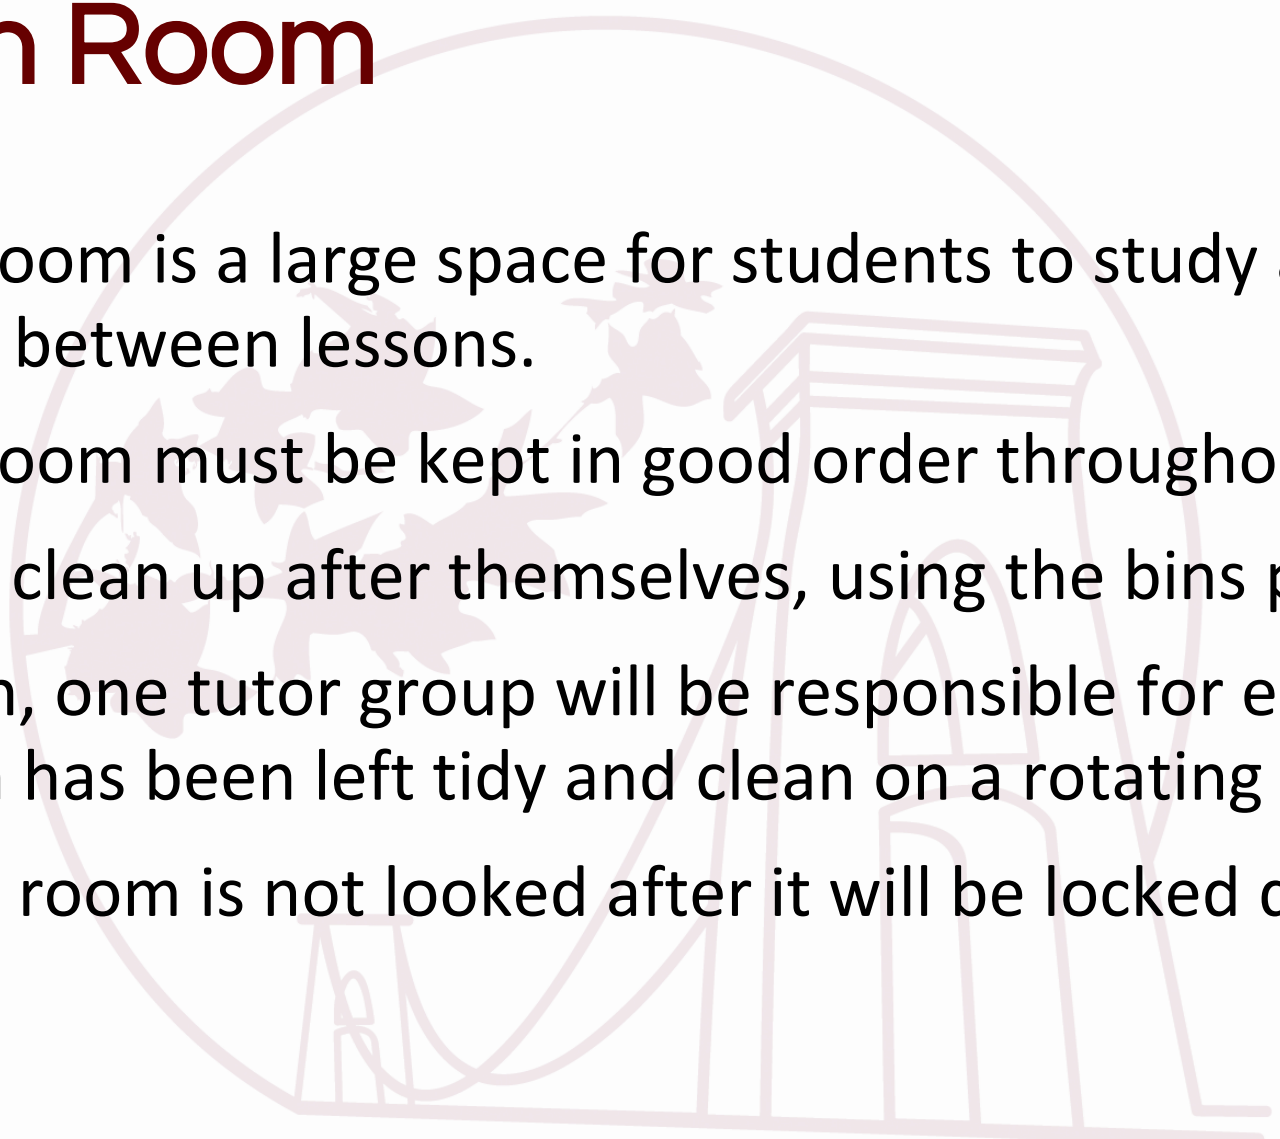 n Room
oom is a large space for students to study
between lessons.
oom must be kept in good order througho
clean up after themselves, using the bins p
n, one tutor group will be responsible for e
has been left tidy and clean on a rotating
room is not looked after it will be locked